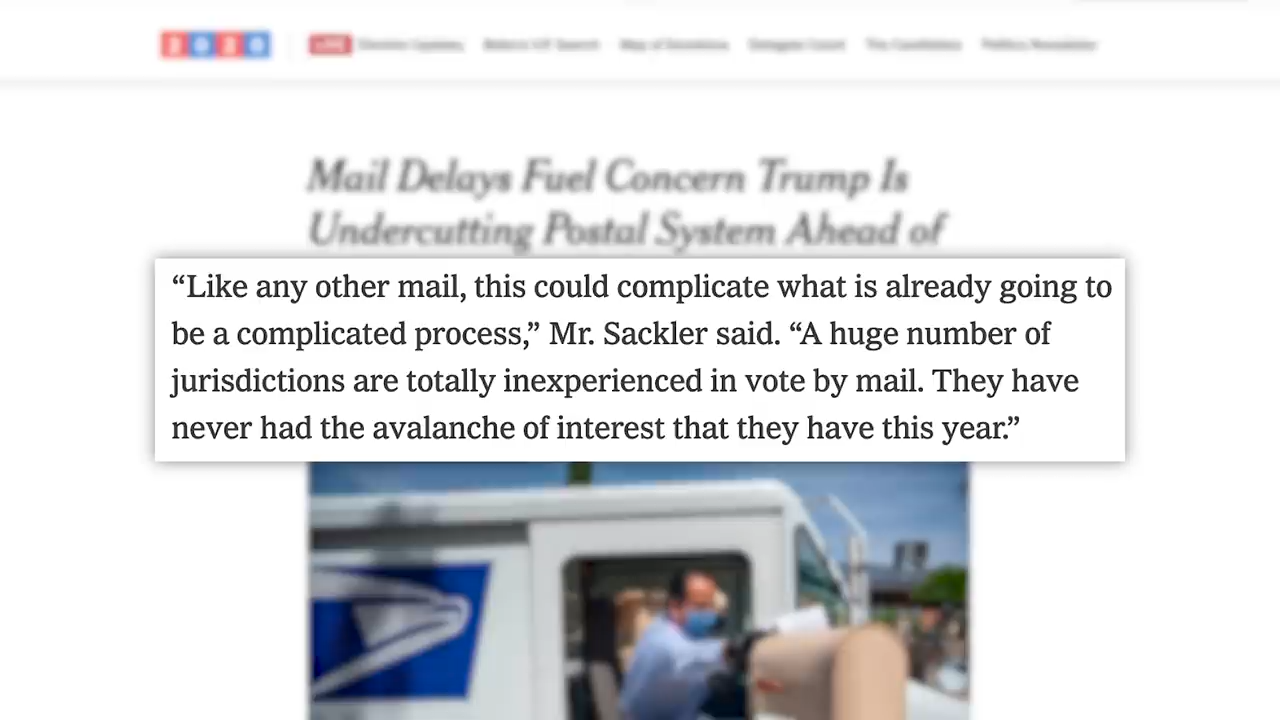 2020
LIVE
Mail Delays Fuel Concern Trump Is
Undercutting Postal System Ahead of
“Like any other mail, this could complicate what is already going to
be a complicated process,” Mr. Sackler said. “A huge number of
jurisdictions are totally inexperienced in vote by mail. They have
never had the avalanche of interest that they have this year.”